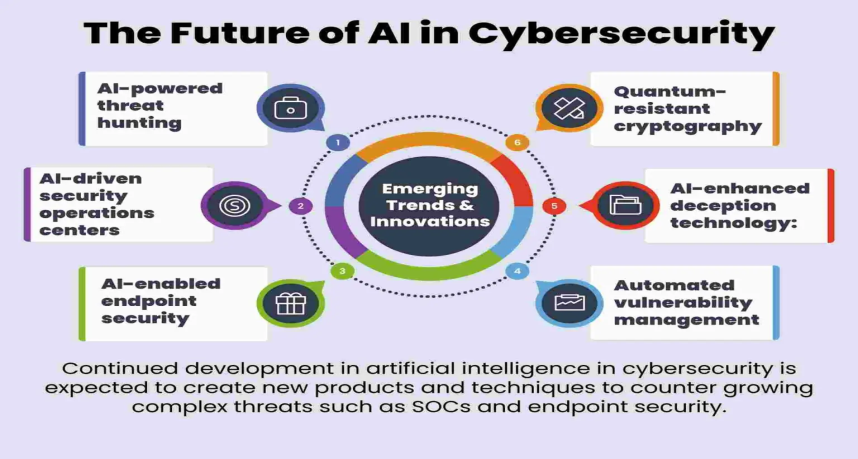 The Future of AI in Cybersecurity
AI-powered
threat
hunting
1
AI-driven
security
operations
centers
2
AI-enabled
endpoint
security
3
Emerging
Trends &
Innovations
Quantum-
resistant
cryptography
6
AI-enhanced
deception
technology:
5
Automated
vulnerability
management
4
Continued development in artificial intelligence in cybersecurity is
expected to create new products and techniques to counter growing
complex threats such as SOCs and endpoint security.